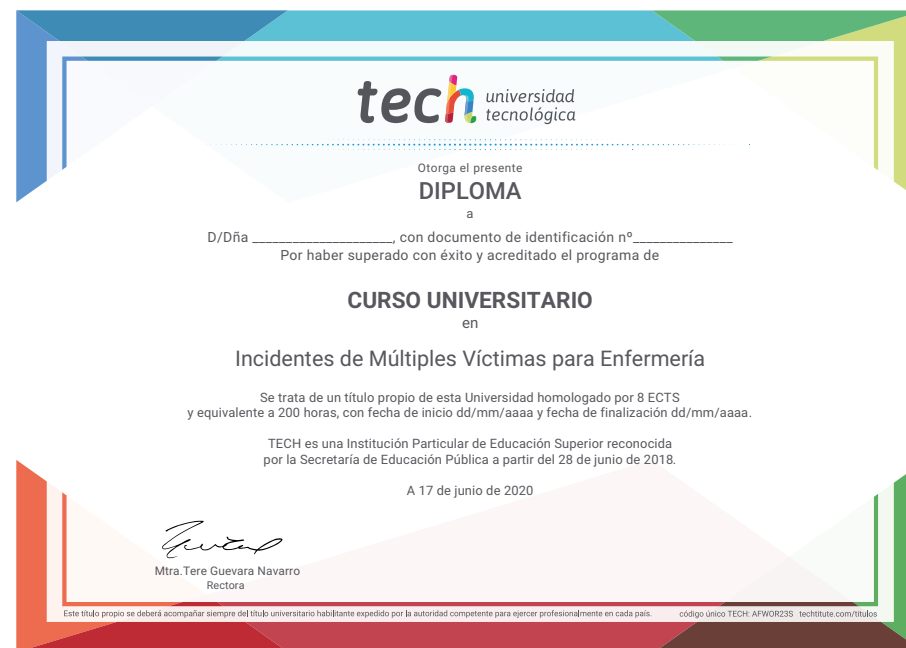 tech universidad
tecnológica
Otorga el presente
DIPLOMA
a
D/Dña _____________________, con documento de identificación nº_______________
Por haber superado con éxito y acreditado el programa de
CURSO UNIVERSITARIO
en
Incidentes de Múltiples Víctimas para Enfermería
Se trata de un título propio de esta Universidad homologado por 8 ECTS
y equivalente a 200 horas, con fecha de inicio dd/mm/aaaa y fecha de finalización dd/mm/aaaa.
TECH es una Institución Particular de Educación Superior reconocida
por la Secretaría de Educación Pública a partir del 28 de junio de 2018.
A 17 de junio de 2020
Mtra.Tere Guevara Navarro
Rectora
Este título propio se deberá acompañar siempre del título universitario habilitante expedido por la autoridad competente para ejercer profesionalmente en cada país. código único TECH: AFWOR23S techtitute.com/titulos